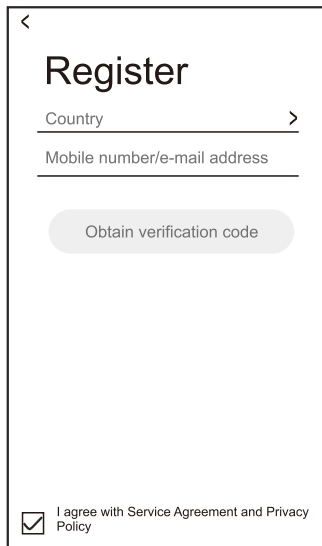 Register
Country
Mobile number/e-mail address
Obtain verification code
I agree with Service Agreement and Privacy
Policy